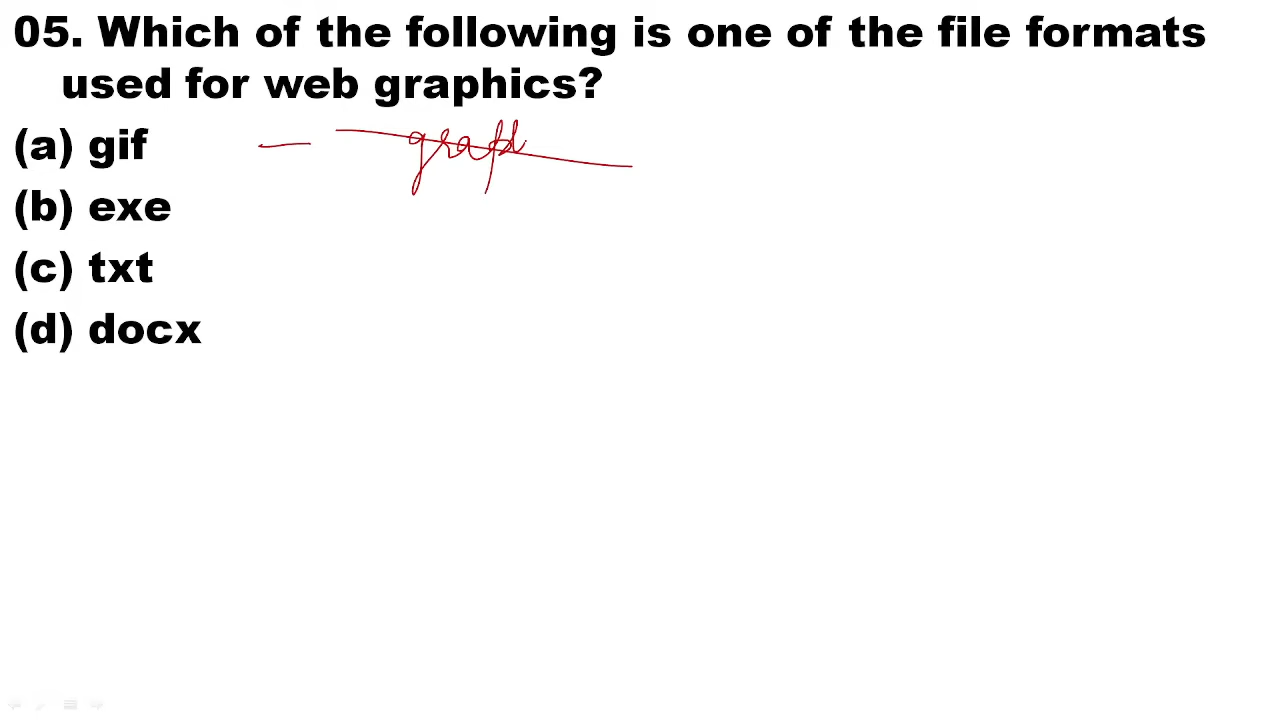 05. Which of the following is one of the file formats
used for web graphics?
(a) gif — graph
(b) exe
(c) txt
(d) docx